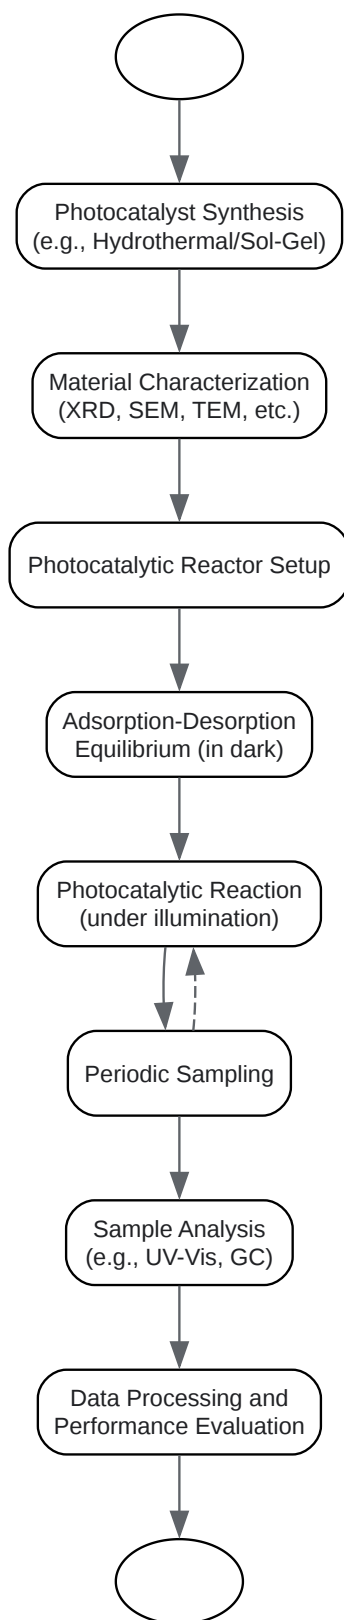 Photocatalyst Synthesis
(e.g., Hydrothermal/Sol-Gel)
Material Characterization
(XRD, SEM, TEM, etc.)
Photocatalytic Reactor Setup
Adsorption-Desorption
Equilibrium (in dark)
Photocatalytic Reaction
(under illumination)
Periodic Sampling
Sample Analysis
(e.g., UV-Vis, GC)
Data Processing and
Performance Evaluation